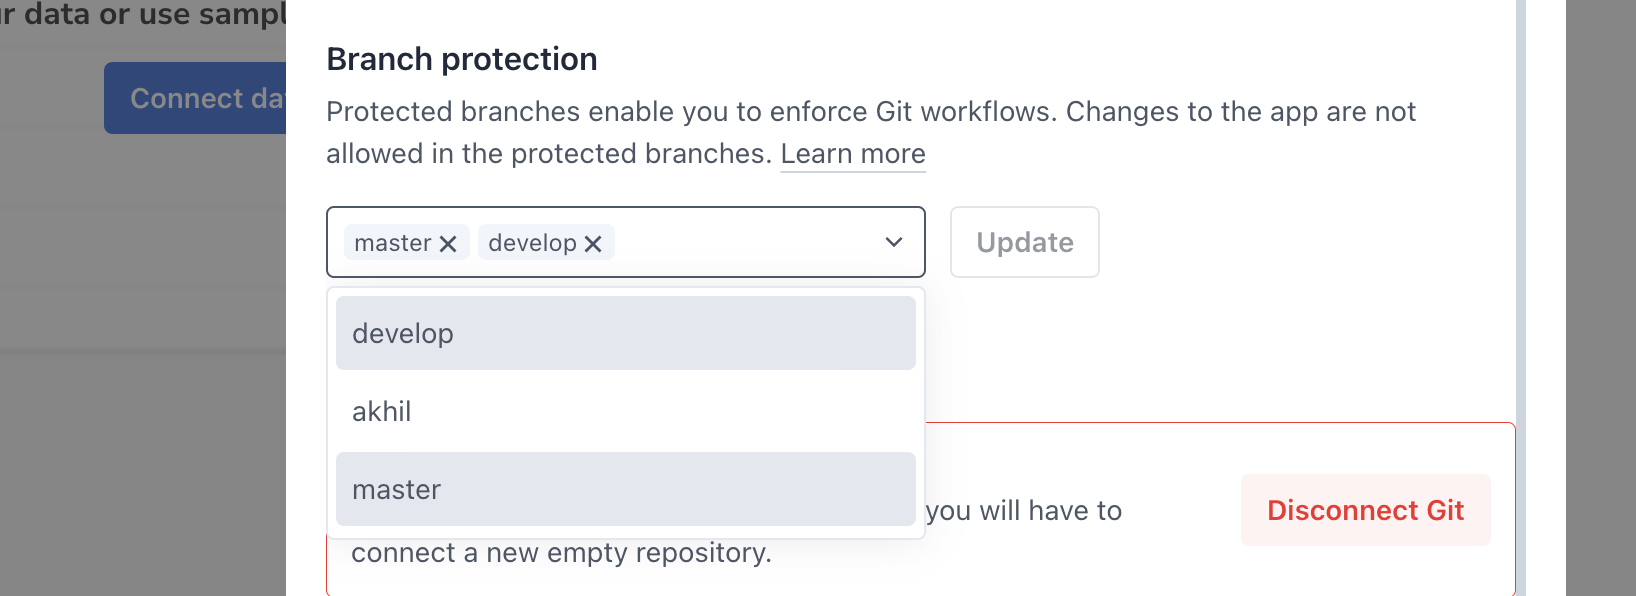 data or use
Connect
Branch protection
Protected branches enable you to enforce Git workflows. Changes to the app are not
allowed in the protected branches. Learn more
master develop
Update
develop
akhil
master
you will have to
Disconnect Git
connect a new empty repository.